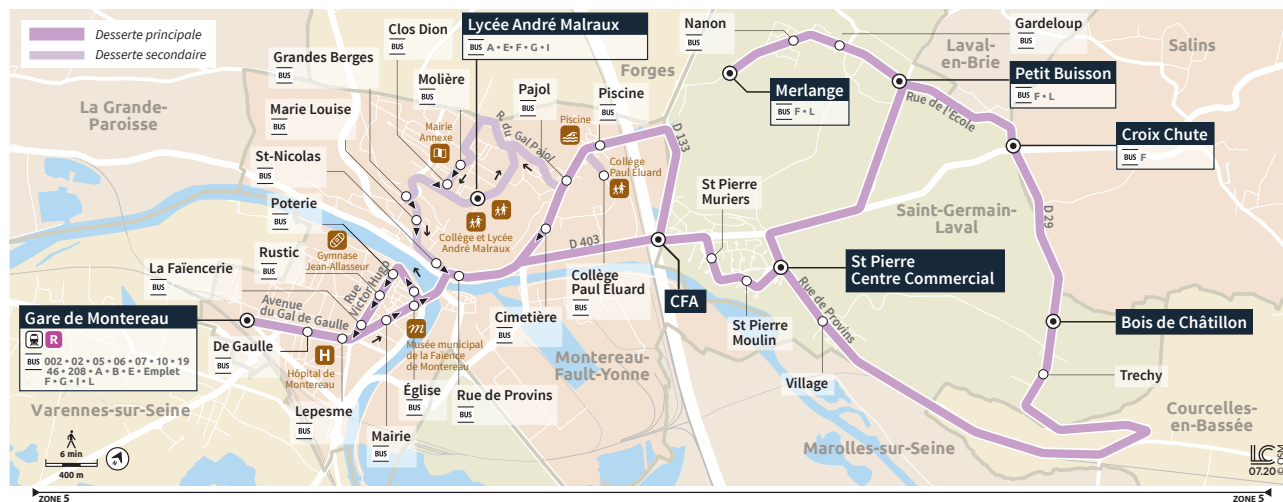 Desserte principale
Desserte secondaire
Grandes Berges
BUS
Clos Dion
BUS
Lycée André Malraux
BUS A • E • F • G • I
Molière
BUS
Pajol
BUS
Piscine
BUS
Forges
Nanon
BUS
Gardeloup
BUS
Laval-
en-Brie
Salins
Merlange
BUS F • L
Petit Buisson
BUS F • L
Rue de l'Ecole
Croix Chute
BUS F
La Grande-
Paroisse
Marie Louise
BUS
St-Nicolas
BUS
Poterie
BUS
Rustic
BUS
La Faïencerie
BUS
Mairie
Annexe
R. du Gal Pajol
Piscine
Collège
Paul Éluard
D 133
Collège et Lycée
André Malraux
Gymnase
Jean-Allasseur
Rue
Victor Hugo
Avenue
du Gal de Gaulle
D 403
St Pierre
Muriers
BUS
Saint-Germain-
Laval
D 29
Gare de Montereau
R
BUS 002 • 02 • 05 • 06 • 07 • 10 • 19
46 • 208 • A • B • E • Emplet
F • G • I • L
De Gaulle
BUS
H
Hôpital de
Montereau
Lepesme
BUS
Mairie
BUS
m
Musée municipal
de la Faïence
de Montereau
Église
BUS
Rue de Provins
BUS
Cimetière
BUS
Collège
Paul Éluard
BUS
CFA
St Pierre
Centre Commercial
Rue de Provins
St Pierre
Moulin
BUS
Village
Bois de Châtillon
Trechy
Montereau-
Fault-Yonne
Varennes-sur-Seine
Marolles-sur-Seine
Courcelles-
en-Bassée
6 min
400 m
N
LC
07.20 © OSM
ZONE 5
ZONE 5